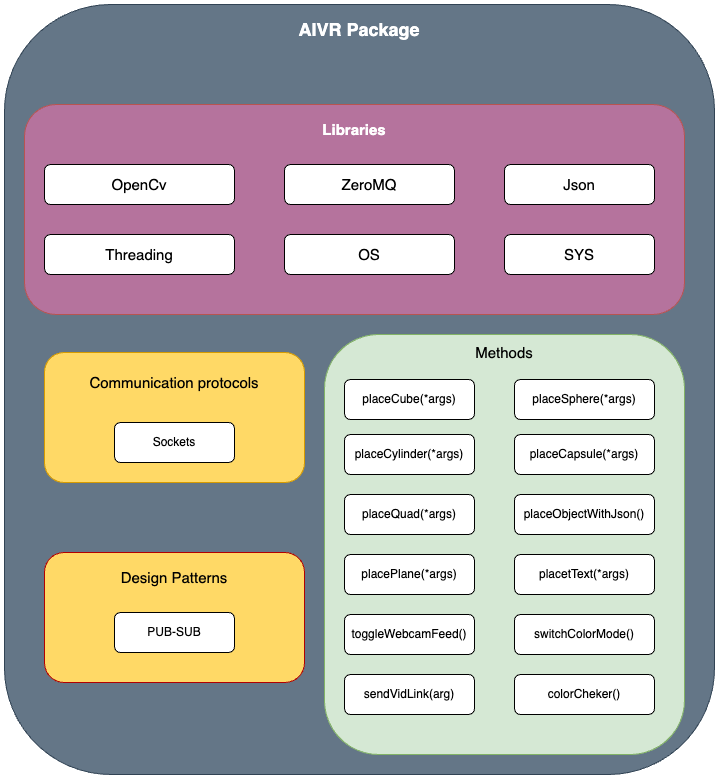 AIVR Package
Libraries
OpenCv
ZeroMQ
Json
Threading
OS
SYS
Communication protocols
Sockets
Design Patterns
PUB-SUB
Methods
placeCube(*args)
placeSphere(*args)
placeCylinder(*args)
placeCapsule(*args)
placeQuad(*args)
placeObjectWithJson()
placePlane(*args)
placetText(*args)
toggleWebcamFeed()
switchColorMode()
sendVidLink(arg)
colorCheker()